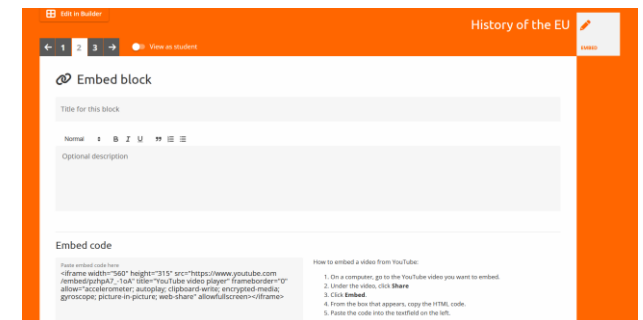 Edit in Builder
History of the EU
EMBED
1 2 3 View as student
Embed block
Title for this block
Normal B I U
Optional description
Embed code
Paste embed code here
<iframe width="560" height="315" src="https://www.youtube.com
/embed/pzhpA7_-1oA" title="YouTube video player" frameborder="0"
allow="accelerometer; autoplay; clipboard-write; encrypted-media;
gyroscope; picture-in-picture; web-share" allowfullscreen></iframe>
How to embed a video from YouTube:
1. On a computer, go to the YouTube video you want to embed.
2. Under the video, click Share
3. Click Embed.
4. From the box that appears, copy the HTML code.
5. Paste the code into the textfield on the left.